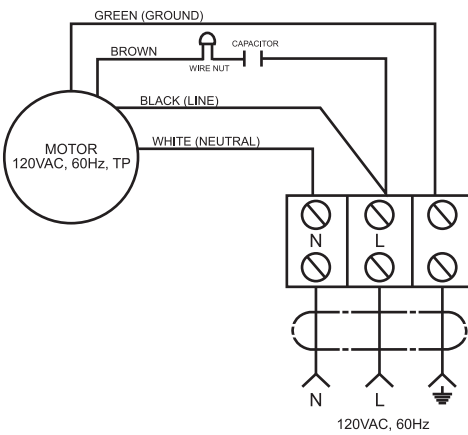 GREEN (GROUND)
BROWN
CAPACITOR
WIRE NUT
BLACK (LINE)
WHITE (NEUTRAL)
MOTOR
120VAC, 60Hz, TP
N L
N L
120VAC, 60Hz